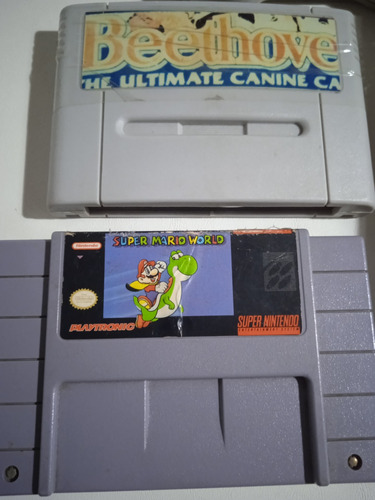 Beethove
HE ULTIMATE CANINE CA
Nintendo
SUPER MARIO WORLD
PLAYTRONIC
SUPER NINTENDO